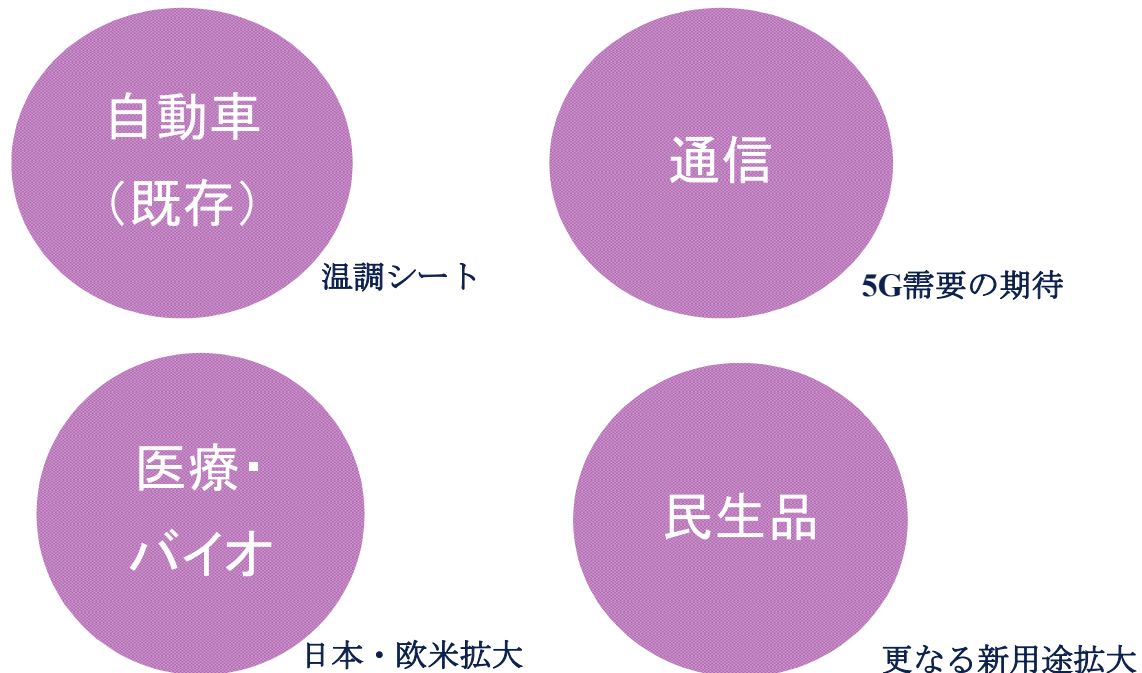 自動車
（既存）
温調シート
通信
5G需要の期待
医療・
バイオ
日本・欧米拡大
民生品
更なる新用途拡大